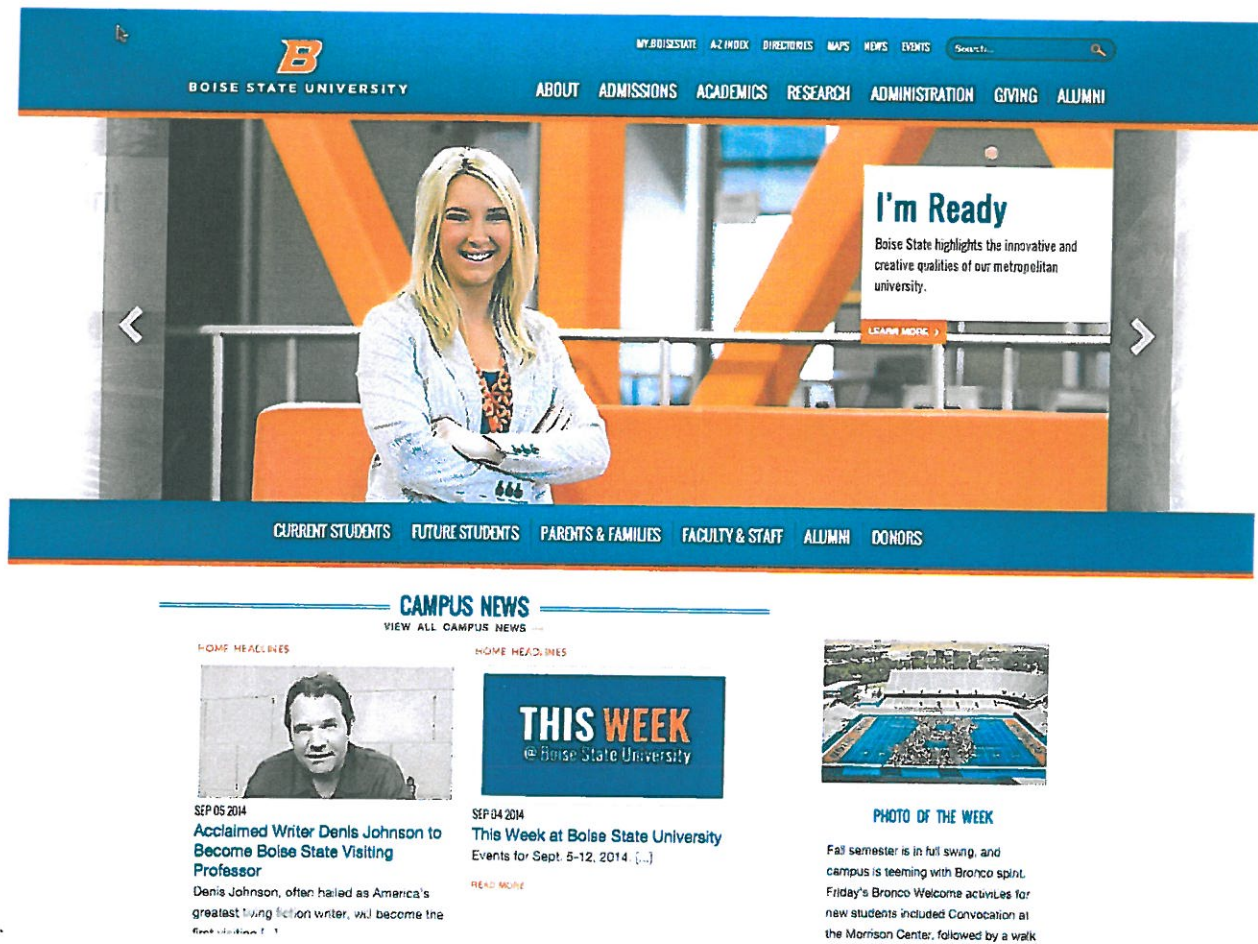 MY.BOISESTATE A-Z INDEX DIRECTORIES MAPS NEWS EVENTS Search...
B
BOISE STATE UNIVERSITY
ABOUT ADMISSIONS ACADEMICS RESEARCH ADMINISTRATION GIVING ALUMNI
I'm Ready
Boise State highlights the innovative and
creative qualities of our metropolitan
university.
LEARN MORE >
CURRENT STUDENTS FUTURE STUDENTS PARENTS & FAMILIES FACULTY & STAFF ALUMNI DONORS
CAMPUS NEWS
VIEW ALL CAMPUS NEWS
HOME HEADLINES
SEP 05 2014
Acclaimed Writer Denis Johnson to
Become Boise State Visiting
Professor
Denis Johnson, often hailed as America's
greatest living fiction writer, will become the
first visiting [...]
HOME HEADLINES
THIS WEEK
@ Boise State University
SEP 04 2014
This Week at Boise State University
Events for Sept. 5-12, 2014. [...]
READ MORE
PHOTO OF THE WEEK
Fall semester is in full swing, and
campus is teeming with Bronco spirit.
Friday's Bronco Welcome activities for
new students included Convocation at
the Morrison Center, followed by a walk